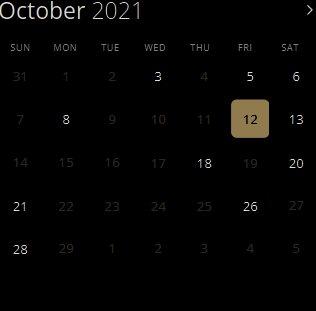 October 2021 >
SUN MON TUE WED THU FRI SAT
31 1 2 3 4 5 6
7 8 9 10 11 12 13
14 15 16 17 18 19 20
21 22 23 24 25 26 27
28 29 1 2 3 4 5